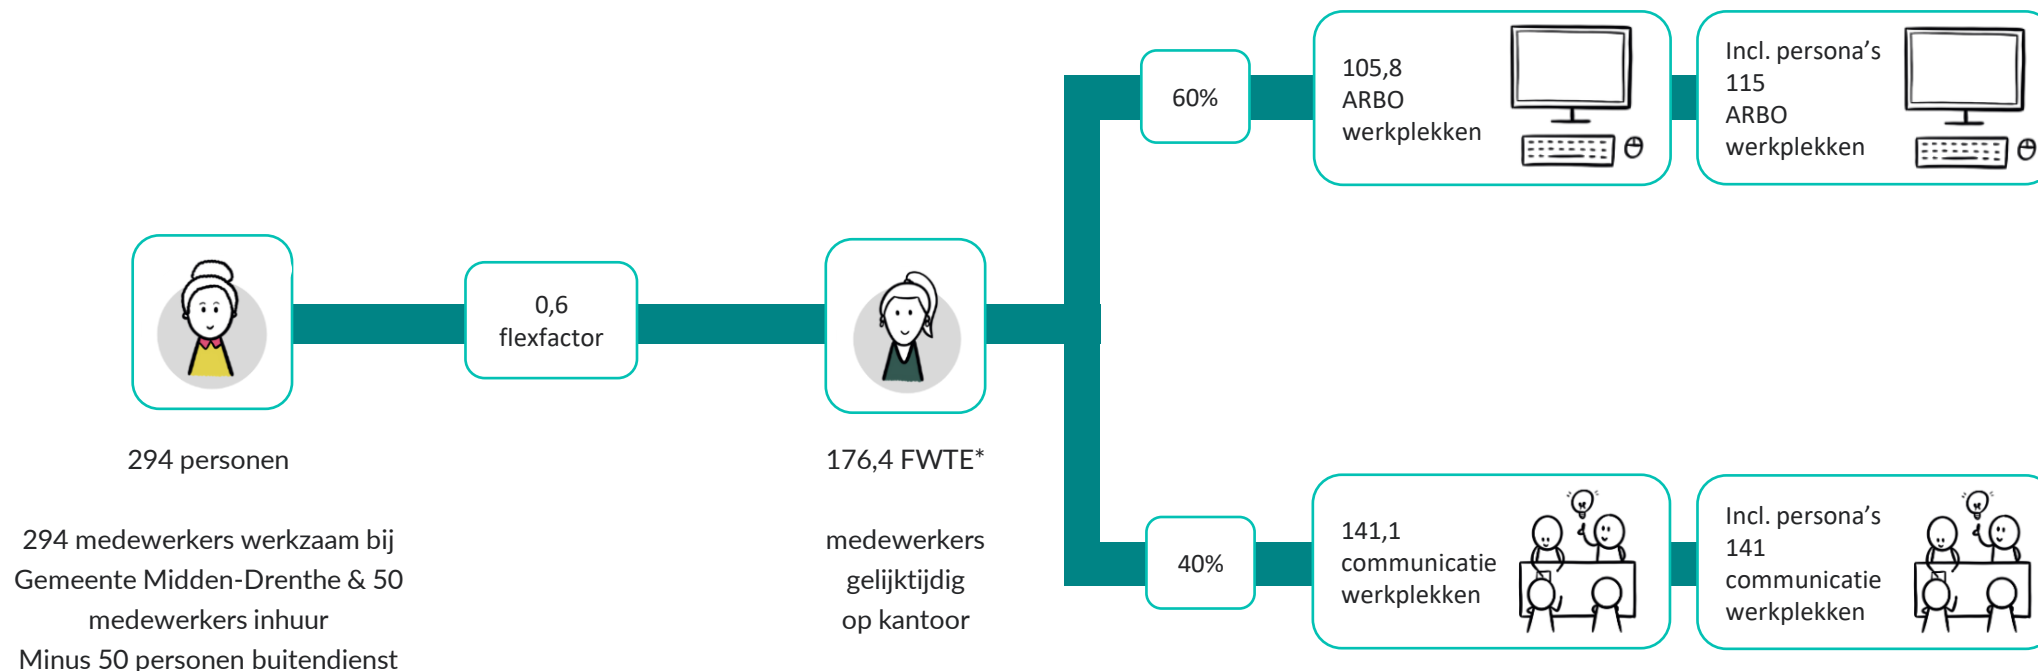 294 personen
294 medewerkers werkzaam bij
Gemeente Midden-Drenthe & 50
medewerkers inhuur
Minus 50 personen buitendienst
0,6
flexfactor
176,4 FWTE*
medewerkers
gelijktijdig
op kantoor
60%
105,8
ARBO
werkplekken
Incl. persona’s
115
ARBO
werkplekken
40%
141,1
communicatie
werkplekken
Incl. persona’s
141
communicatie
werkplekken